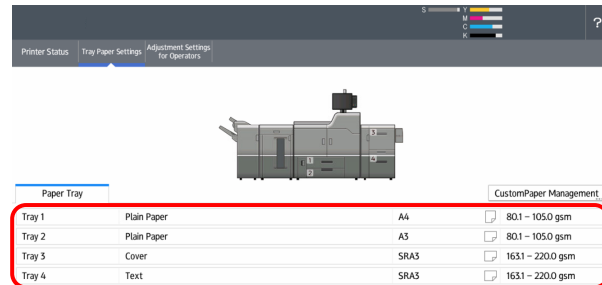 S Y
M
C
K
?
Printer Status Tray Paper Settings Adjustment Settings
for Operators
3
1 4
2
Paper Tray CustomPaper Management
Tray 1 Plain Paper A4 80.1 – 105.0 gsm
Tray 2 Plain Paper A3 80.1 – 105.0 gsm
Tray 3 Cover SRA3 163.1 – 220.0 gsm
Tray 4 Text SRA3 163.1 – 220.0 gsm